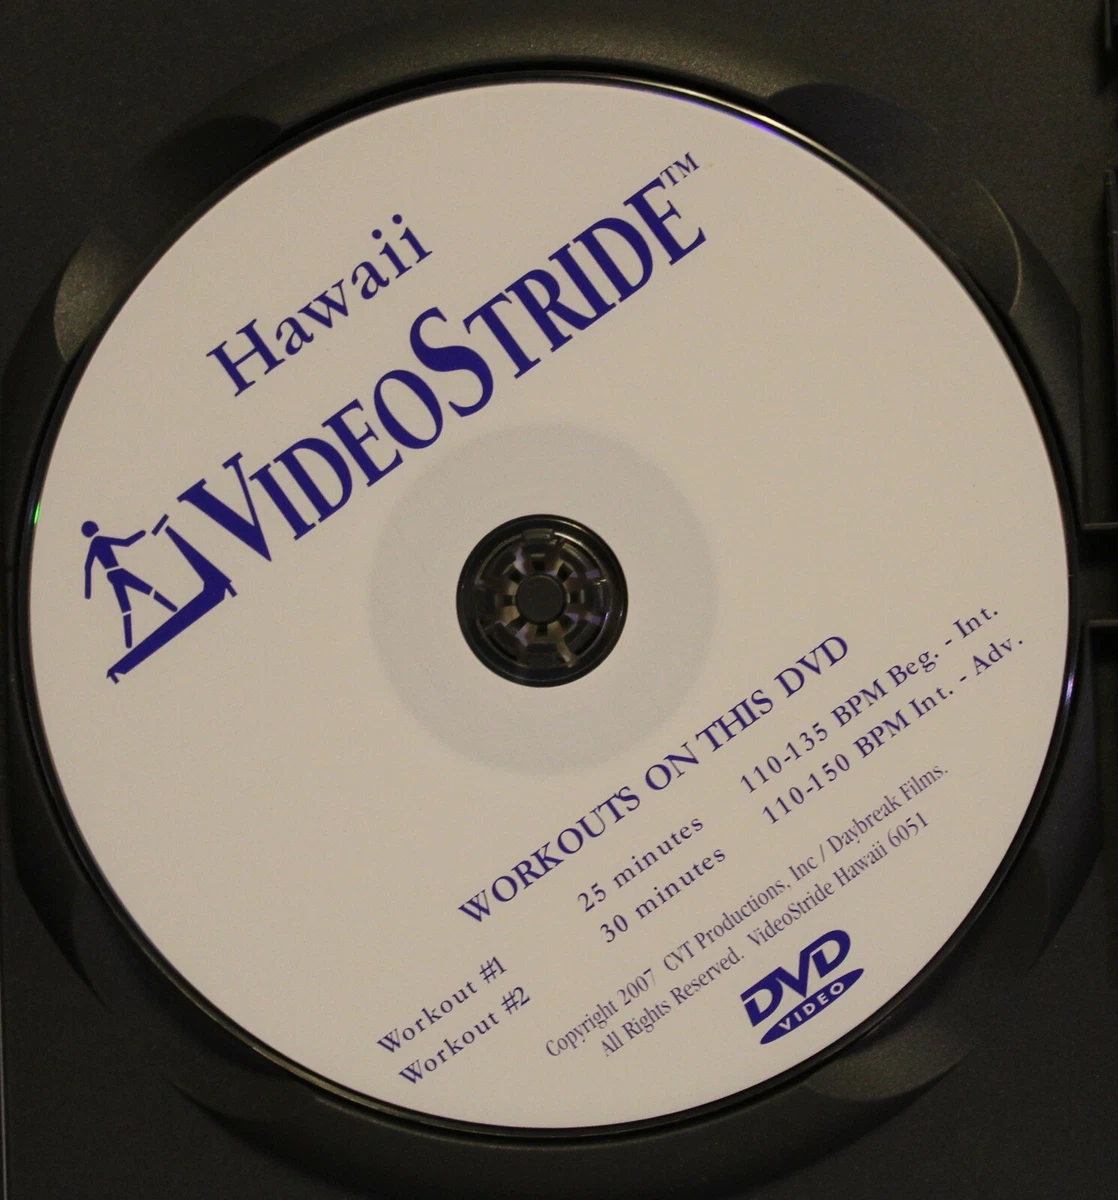 Hawaii
VIDEOSTRIDE™
WORKOUTS ON THIS DVD
Workout #1 25 minutes 110-135 BPM Beg. - Int.
Workout #2 30 minutes 110-150 BPM Int. - Adv.
Copyright 2007 CVT Productions, Inc / Daybreak Films.
All Rights Reserved. VideoStride Hawaii 6051
DVD
VIDEO